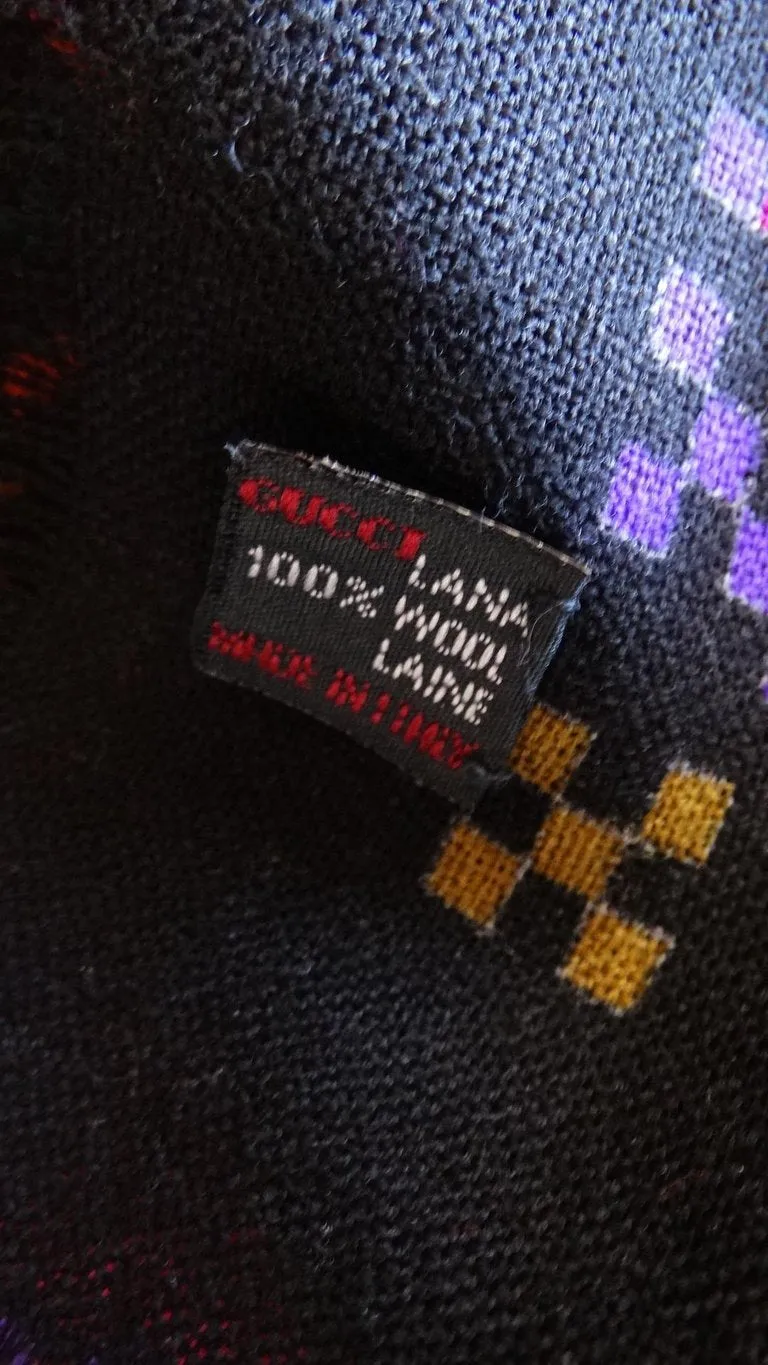 GUCCI
LANA
100% WOOL
LAINE
MADE IN ITALY